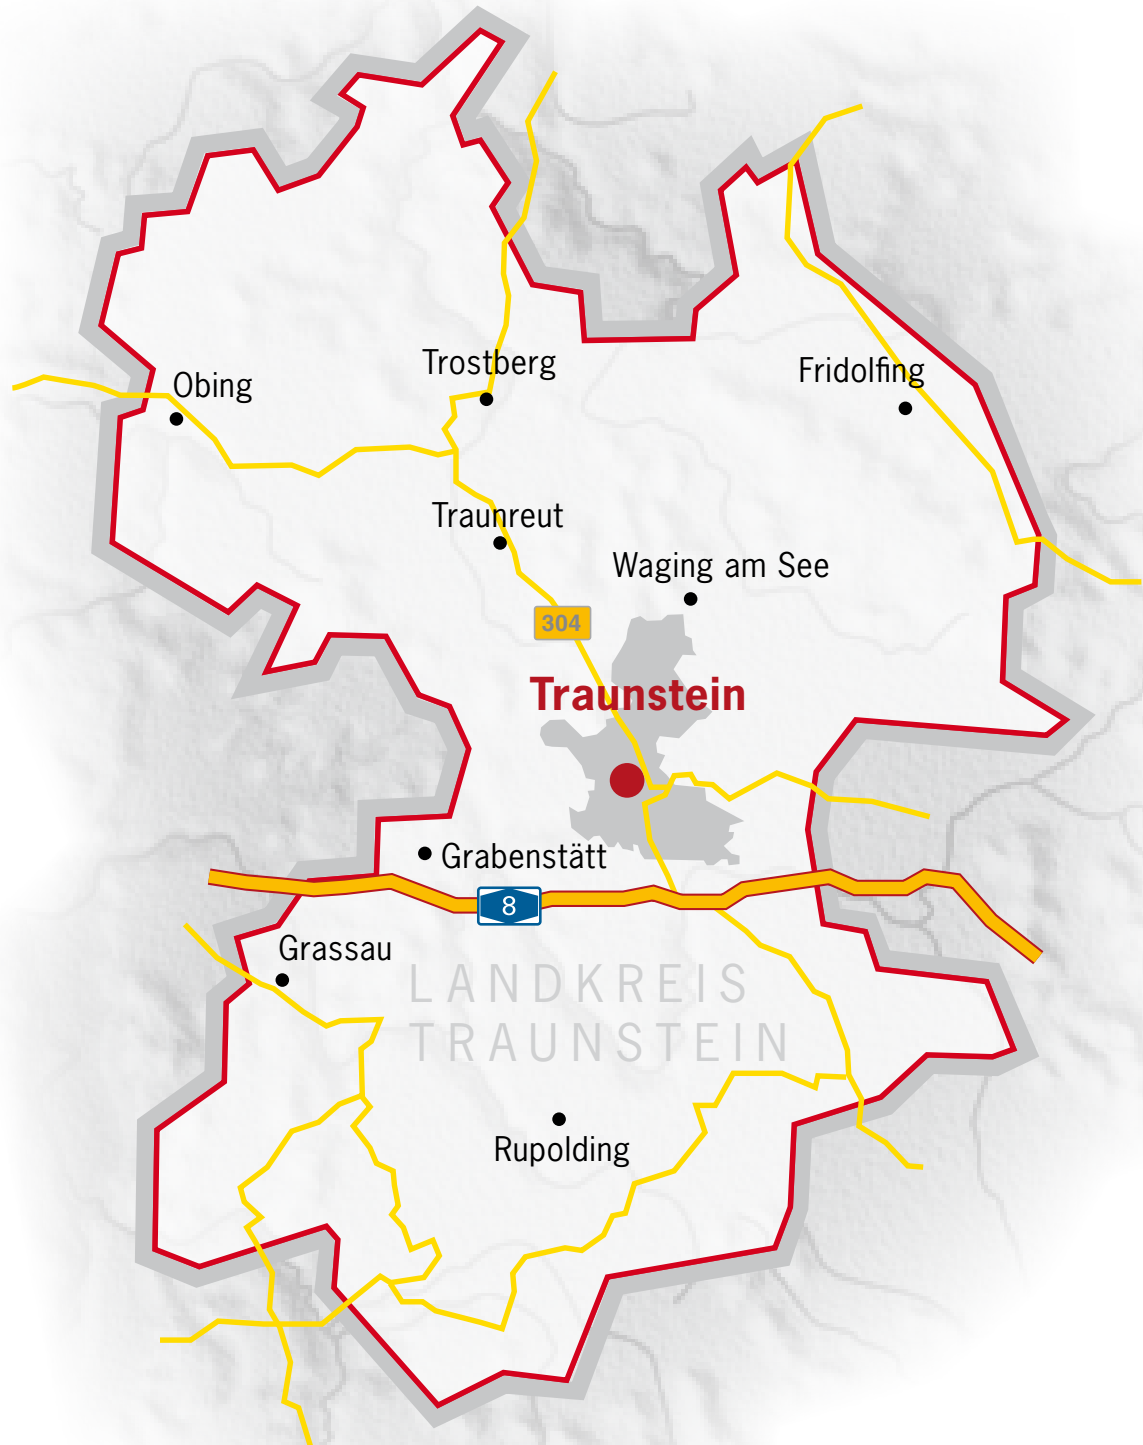 Trostberg
Obing
Fridolfing
Traunreut
Waging am See
304
Traunstein
Grabenstätt
8
Grassau
LANDKREIS
TRAUNSTEIN
Rupolding